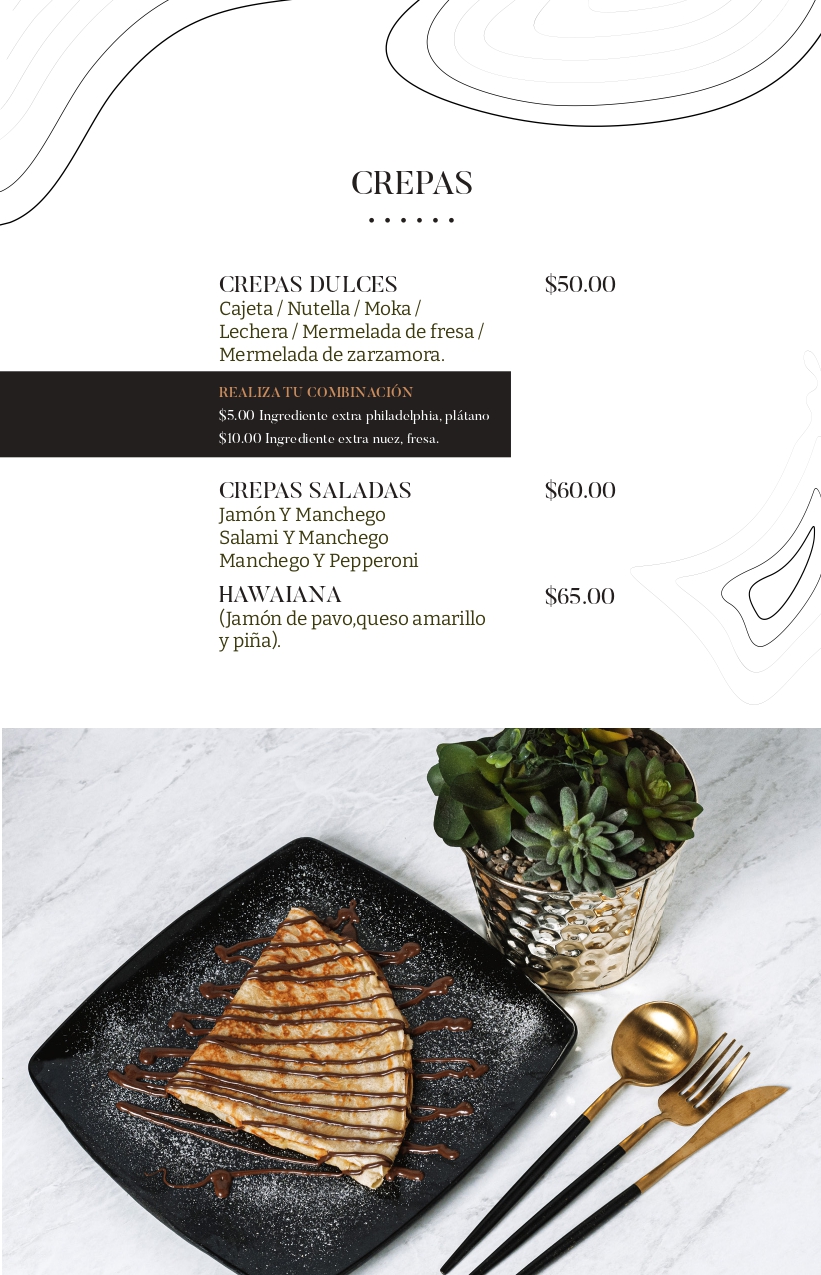 CREPAS
CREPAS DULCES $50.00
Cajeta / Nutella / Moka /
Lechera / Mermelada de fresa /
Mermelada de zarzamora.
REALIZA TU COMBINACIÓN
$5.00 Ingrediente extra philadelphia, plátano
$10.00 Ingrediente extra nuez, fresa.
CREPAS SALADAS $60.00
Jamón Y Manchego
Salami Y Manchego
Manchego Y Pepperoni
HAWAIANA $65.00
(Jamón de pavo,queso amarillo
y piña).